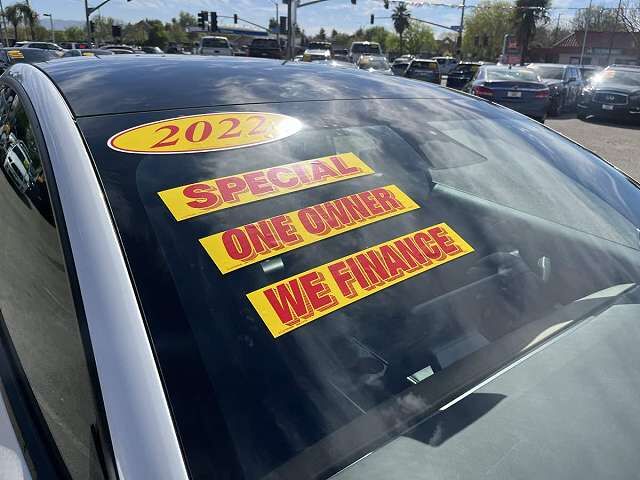 2022
SPECIAL
ONE OWNER
WE FINANCE